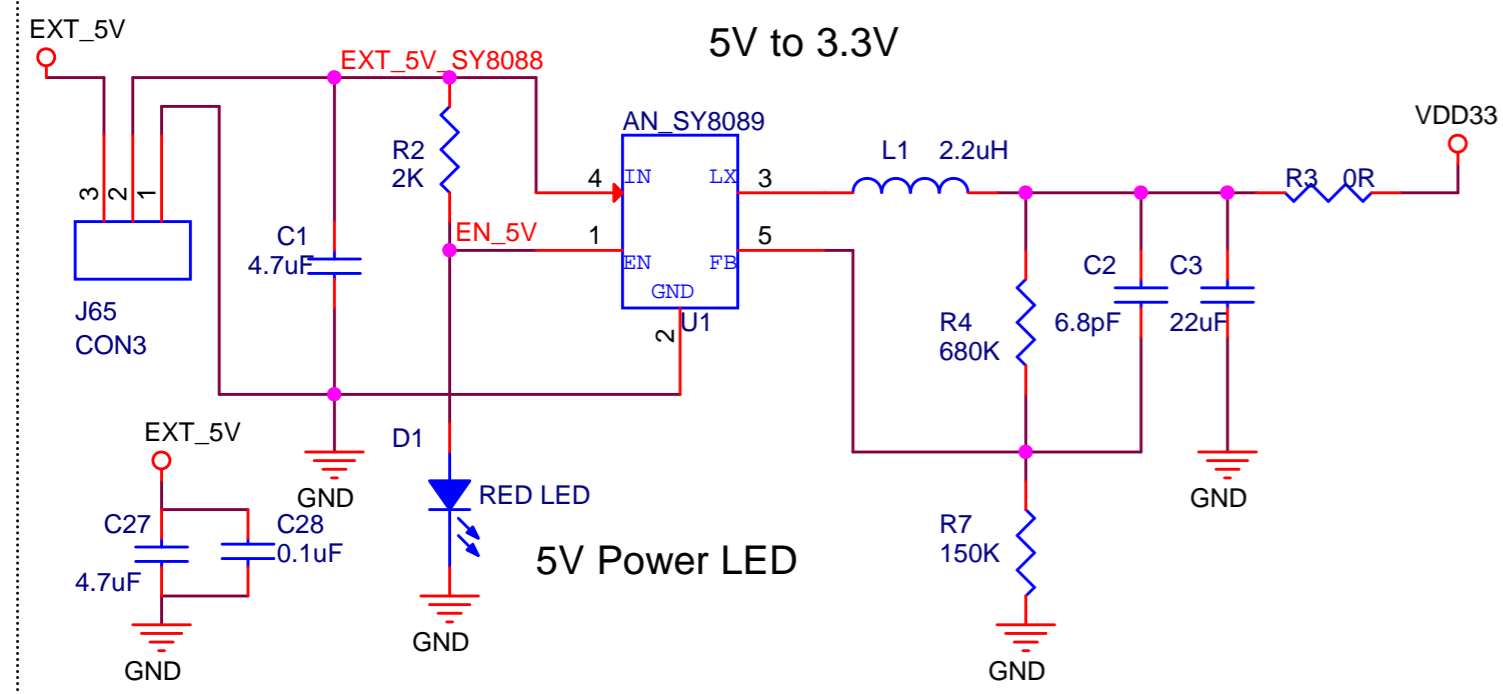 EXT_5V
5V to 3.3V
EXT_5V_SY8088
VDD33
AN_SY8089
R2
2K
L1 2.2uH
3
2
1
4
IN
LX
3
R3 0R
EN_5V
1
EN
FB
5
GND
U1
2
C1
4.7uF
C2
6.8pF
C3
22uF
J65
CON3
R4
680K
EXT_5V
D1
GND
RED LED
GND
C27
4.7uF
C28
0.1uF
R7
150K
5V Power LED
GND
GND
GND